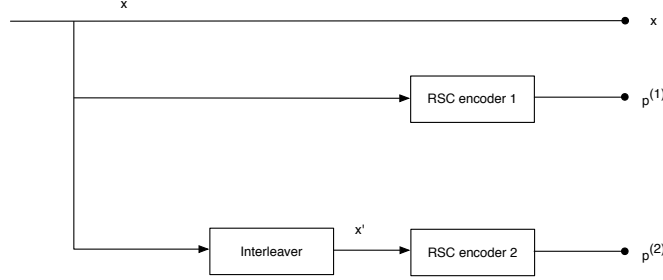 x
x
RSC encoder 1
p(1)
x'
Interleaver
RSC encoder 2
p(2)